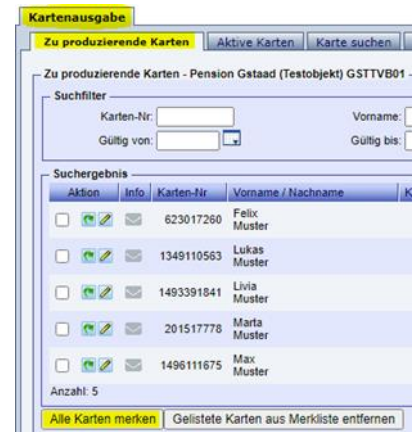 Kartenausgabe
Zu produzierende Karten Aktive Karten Karte suchen
Zu produzierende Karten - Pension Gstaad (Testobjekt) GSTTVB01 -
Suchfilter
Karten-Nr: Vorname:
Gültig von: Gültig bis:
Suchergebnis
Aktion Info Karten-Nr Vorname / Nachname K
623017260 Felix
Muster
1349110563 Lukas
Muster
1493391841 Livia
Muster
201517778 Marta
Muster
1496111675 Max
Muster
Anzahl: 5
Alle Karten merken Gelistete Karten aus Merkliste entfernen